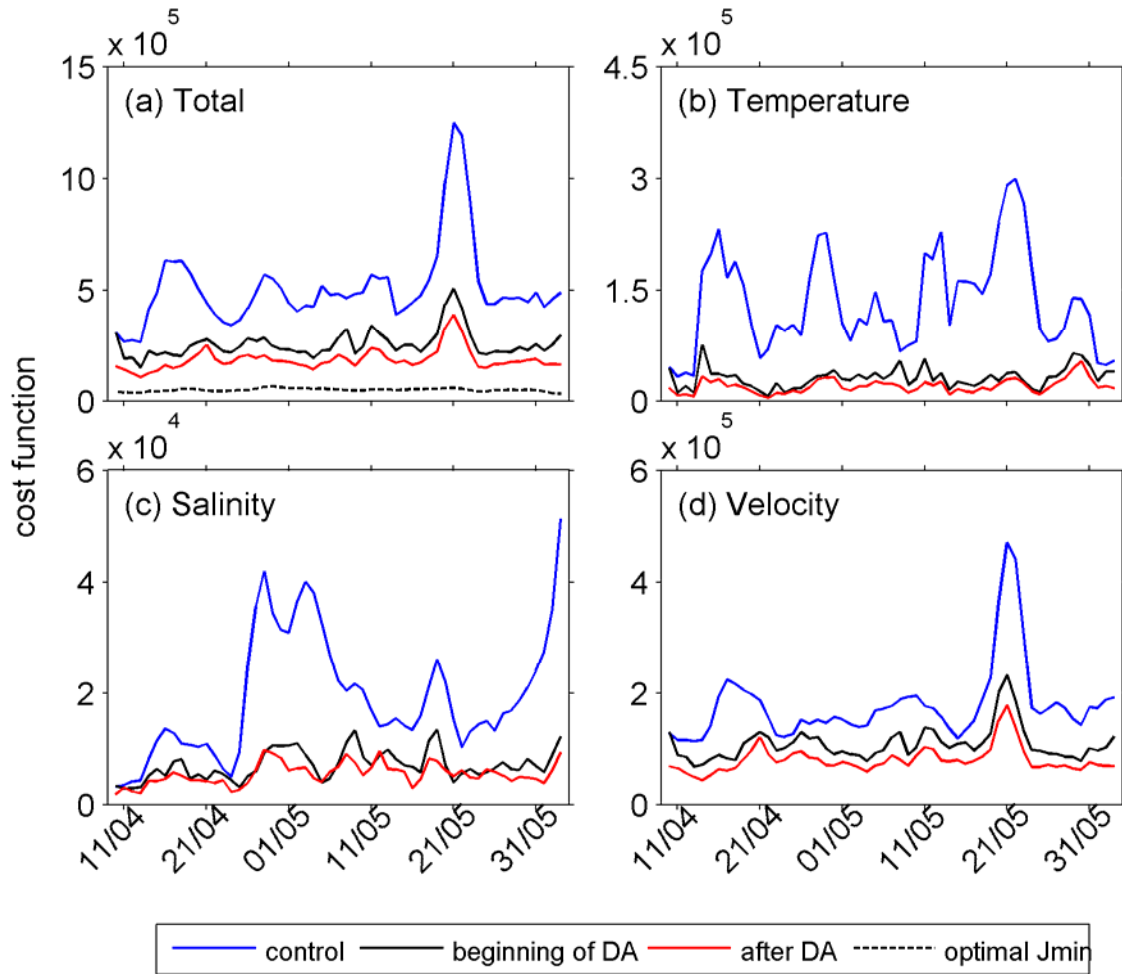 5
x 10
15
10
5
0
(a) Total
5
x 10
4.5
3
1.5
0
(b) Temperature
cost function
4
x 10
6
4
2
0
(c) Salinity
11/04
21/04
01/05
11/05
21/05
31/05
5
x 10
6
4
2
0
(d) Velocity
11/04
21/04
01/05
11/05
21/05
31/05
control
beginning of DA
after DA
optimal Jmin